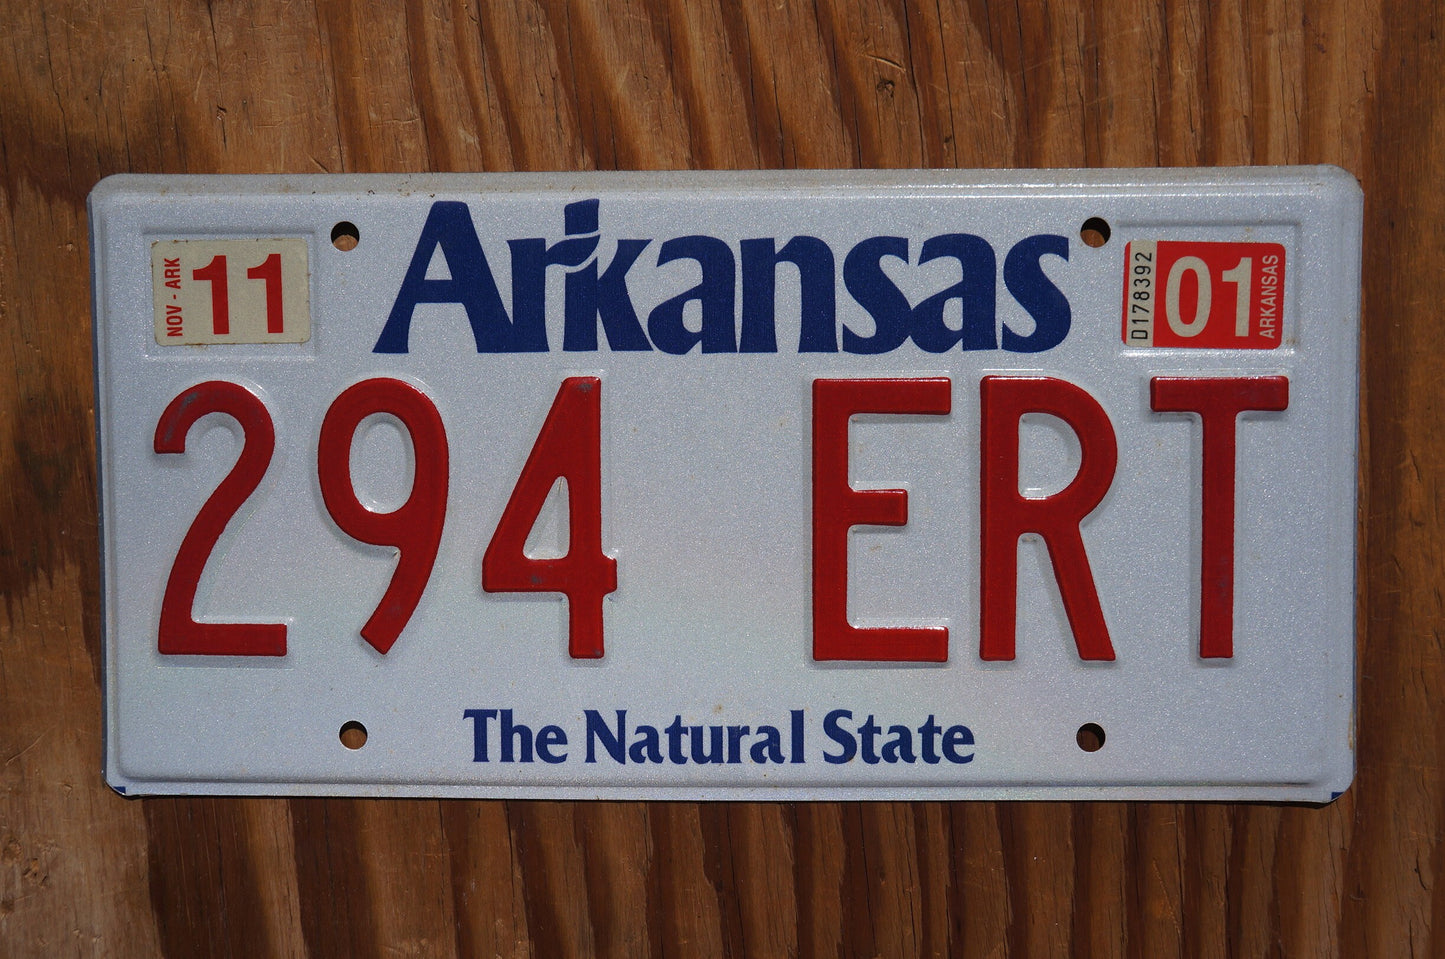 NOV - ARK 11
Arkansas
D178392 01 ARKANSAS
294 ERT
The Natural State